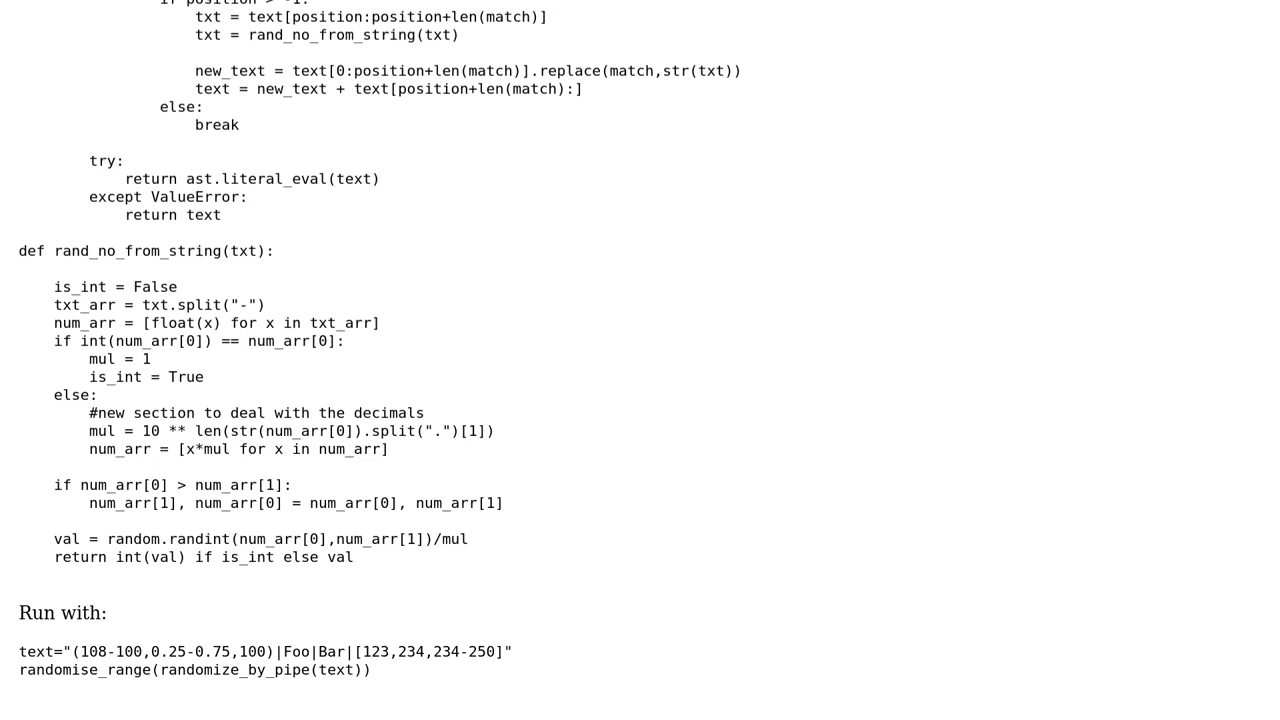 if position > -1:
txt = text[position:position+len(match)]
txt = rand_no_from_string(txt)
new_text = text[0:position+len(match)].replace(match,str(txt))
text = new_text + text[position+len(match):]
else:
break
try:
return ast.literal_eval(text)
except ValueError:
return text
def rand_no_from_string(txt):
is_int = False
txt_arr = txt.split("-")
num_arr = [float(x) for x in txt_arr]
if int(num_arr[0]) == num_arr[0]:
mul = 1
is_int = True
else:
#new section to deal with the decimals
mul = 10 ** len(str(num_arr[0]).split(".")[1])
num_arr = [x*mul for x in num_arr]
if num_arr[0] > num_arr[1]:
num_arr[1], num_arr[0] = num_arr[0], num_arr[1]
val = random.randint(num_arr[0],num_arr[1])/mul
return int(val) if is_int else val
Run with:
text="(108-100,0.25-0.75,100)|Foo|Bar|[123,234,234-250]"
randomise_range(randomize_by_pipe(text))